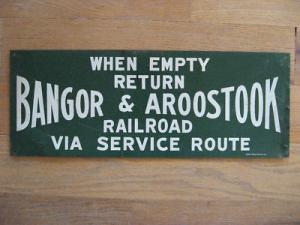 WHEN EMPTY
RETURN
BANGOR & AROOSTOOK
RAILROAD
VIA SERVICE ROUTE